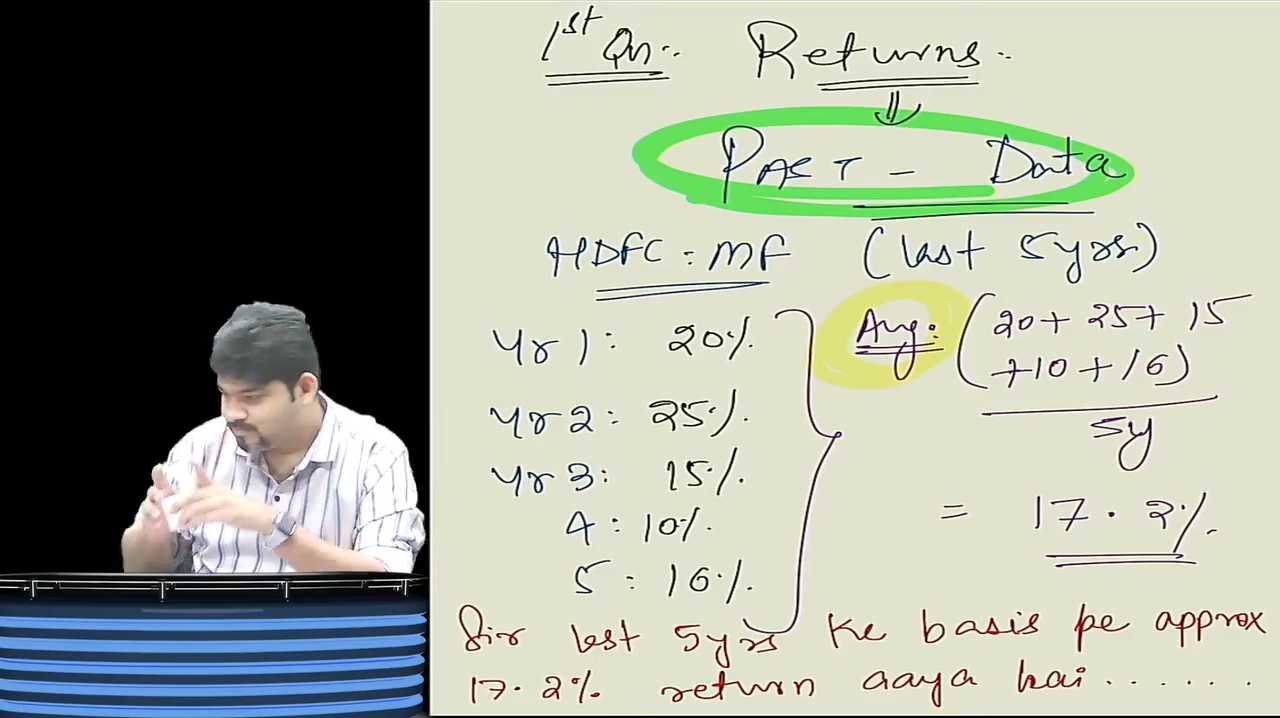 1st Qn:- Returns:-
⇓
PAST - Data
HDFC : MF (last 5yrs)
Yr 1 : 20%.
Yr 2 : 25%.
Yr 3 : 15%.
4 : 10%.
5 : 16%.
Avg: (20+ 25+ 15
+10 + 16)
5y
= 17.2%.
Sir last 5yrs Ke basis pe approx
17.2% return aaya hai ......